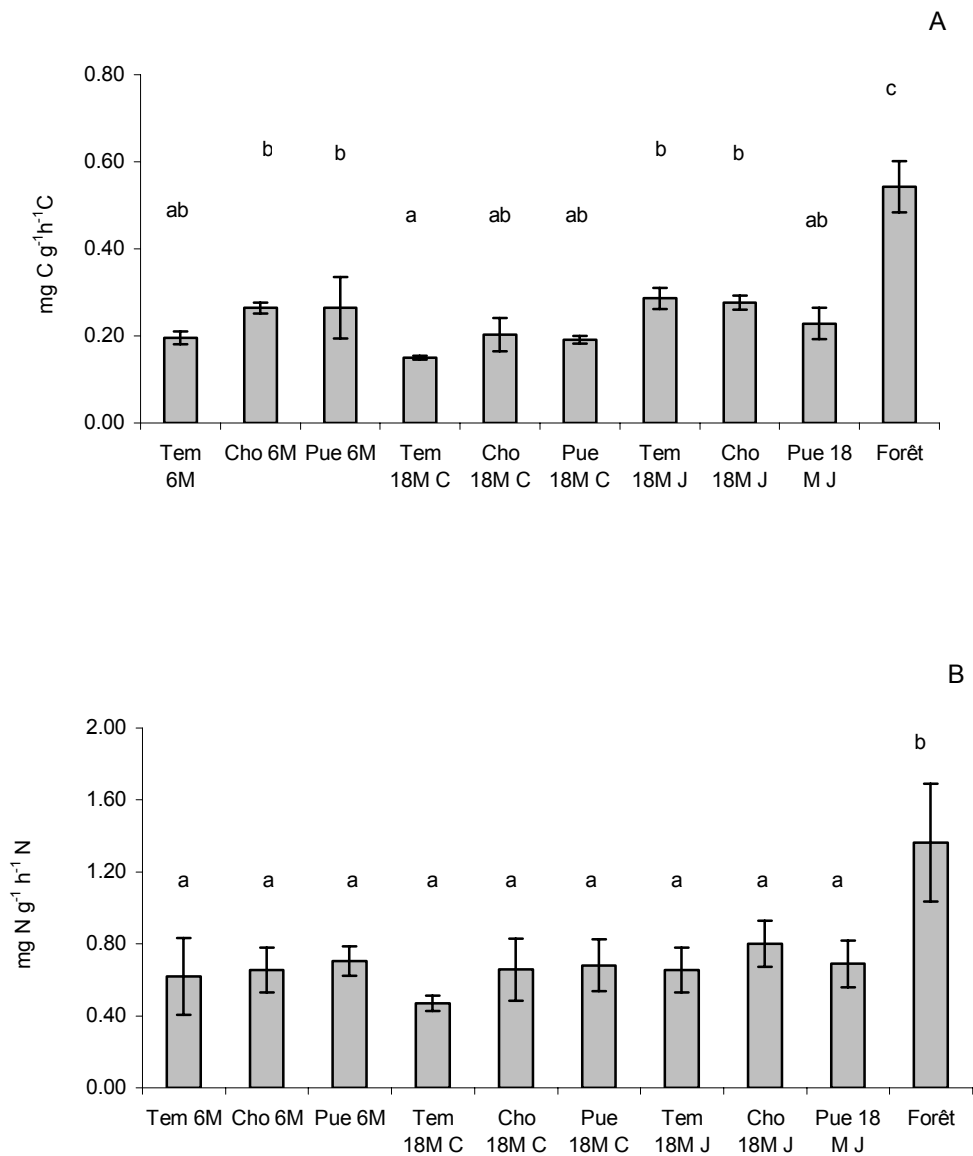 A
0.80
0.60
0.40
0.20
0.00
mg C g⁻¹h⁻¹C
ab
b
b
a
ab
ab
b
b
ab
c
Tem
6M
Cho 6M
Pue 6M
Tem
18M C
Cho
18M C
Pue
18M C
Tem
18M J
Cho
18M J
Pue 18
M J
Forêt
B
2.00
1.60
1.20
0.80
0.40
0.00
mg N g⁻¹ h⁻¹ N
a
a
a
a
a
a
a
a
a
b
Tem 6M
Cho 6M
Pue 6M
Tem
18M C
Cho
18M C
Pue
18M C
Tem
18M J
Cho
18M J
Pue 18
M J
Forêt